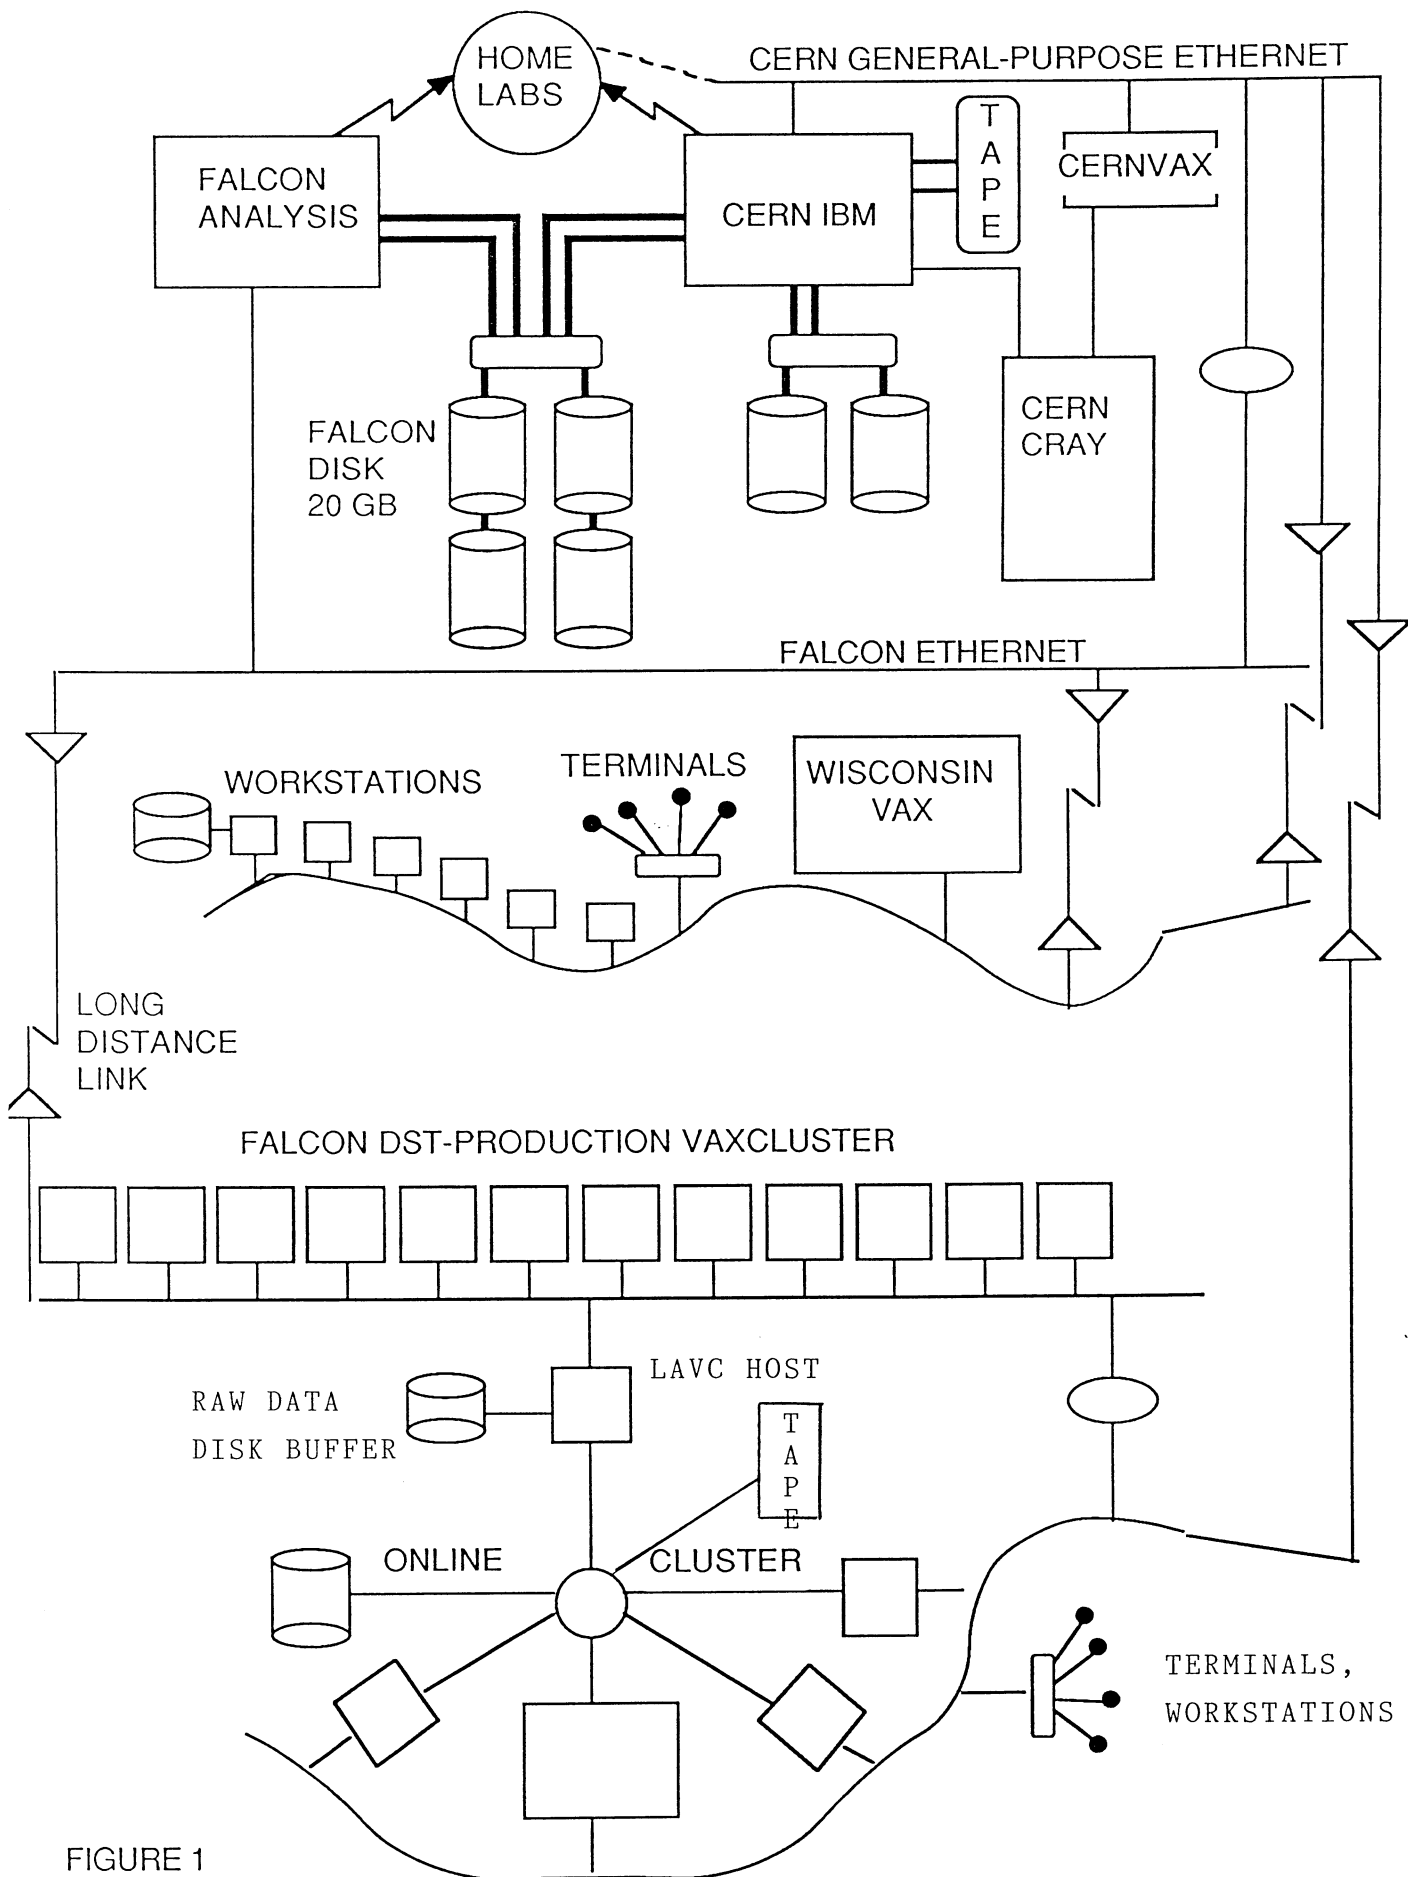 HOME
LABS
CERN GENERAL-PURPOSE ETHERNET
FALCON
ANALYSIS
CERN IBM
T
A
P
E
CERNVAX
FALCON
DISK
20 GB
CERN
CRAY
FALCON ETHERNET
WORKSTATIONS
TERMINALS
WISCONSIN
VAX
LONG
DISTANCE
LINK
FALCON DST-PRODUCTION VAXCLUSTER
LAVC HOST
RAW DATA
DISK BUFFER
T
A
P
E
ONLINE
CLUSTER
TERMINALS,
WORKSTATIONS
FIGURE 1